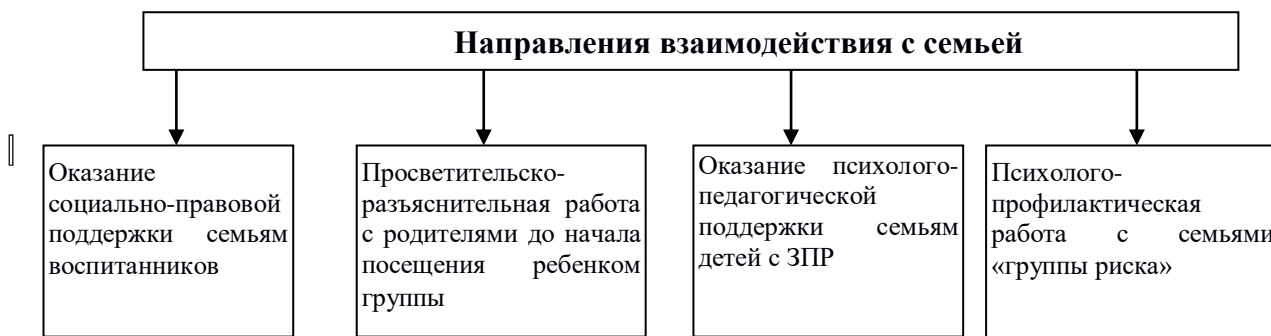 Направления взаимодействия с семьей
Оказание
социально-правовой
поддержки семьям
воспитанников
Просветительско-
разъяснительная работа
с родителями до начала
посещения ребенком
группы
Оказание психолого-
педагогической
поддержки семьям
детей с ЗПР
Психолого-
профилактическая
работа с семьями
«группы риска»